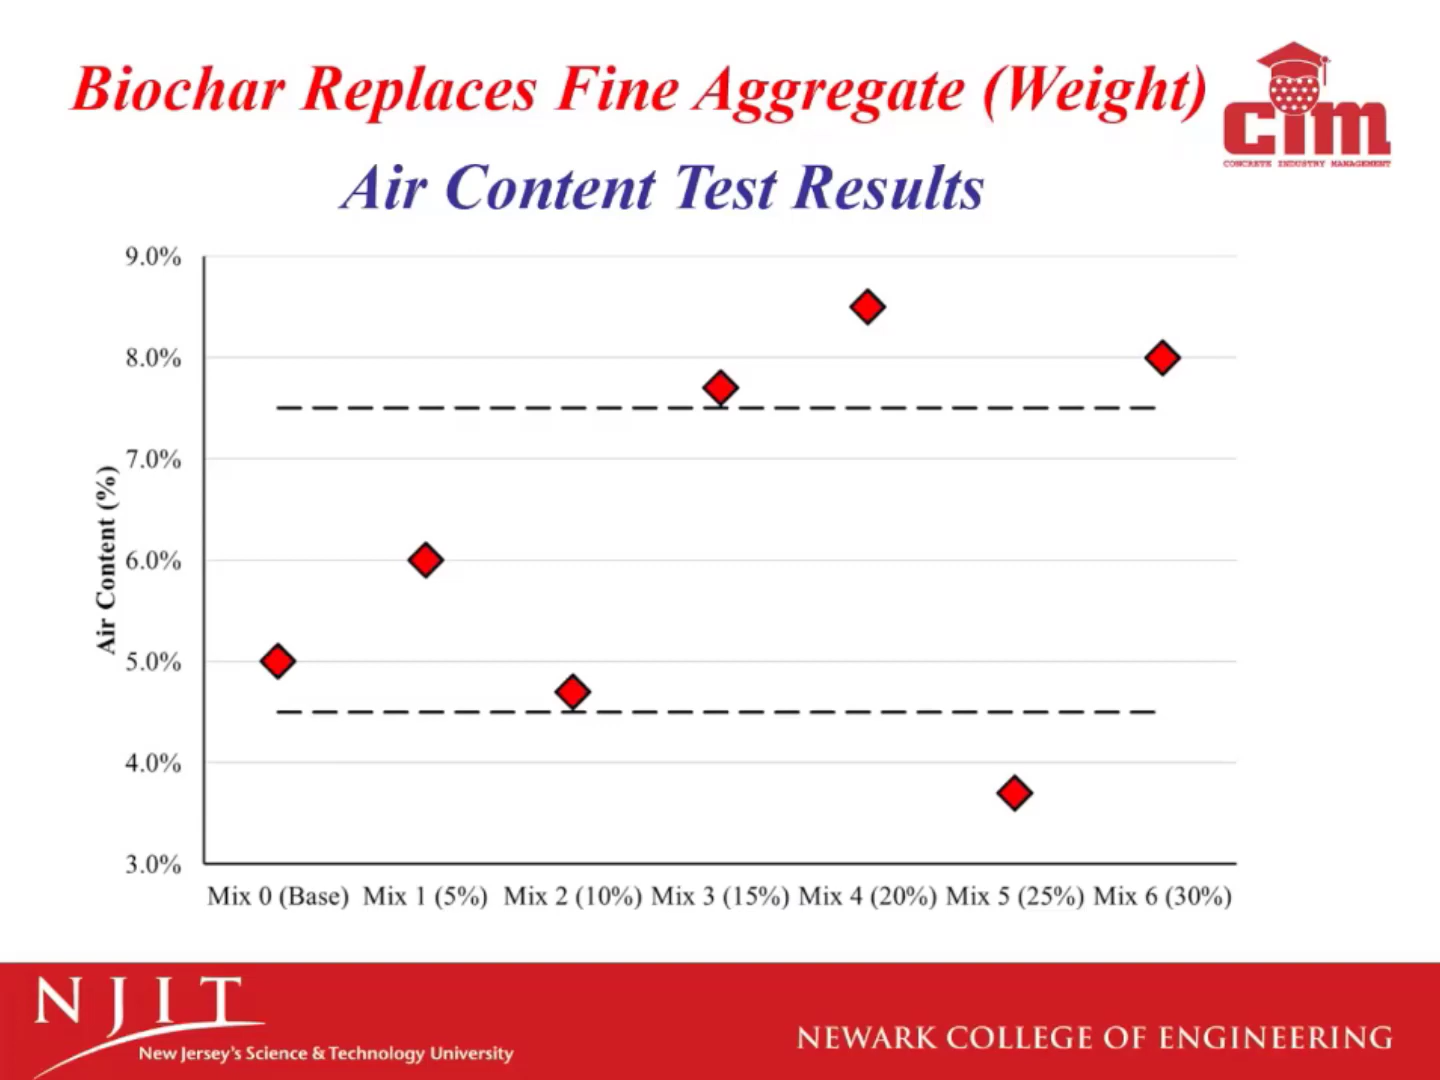 Biochar Replaces Fine Aggregate (Weight)
cim
CONCRETE INDUSTRY MANAGEMENT
Air Content Test Results
9.0%
8.0%
7.0%
6.0%
5.0%
4.0%
3.0%
Air Content (%)
Mix 0 (Base) Mix 1 (5%) Mix 2 (10%) Mix 3 (15%) Mix 4 (20%) Mix 5 (25%) Mix 6 (30%)
NJIT
New Jersey's Science & Technology University
NEWARK COLLEGE OF ENGINEERING